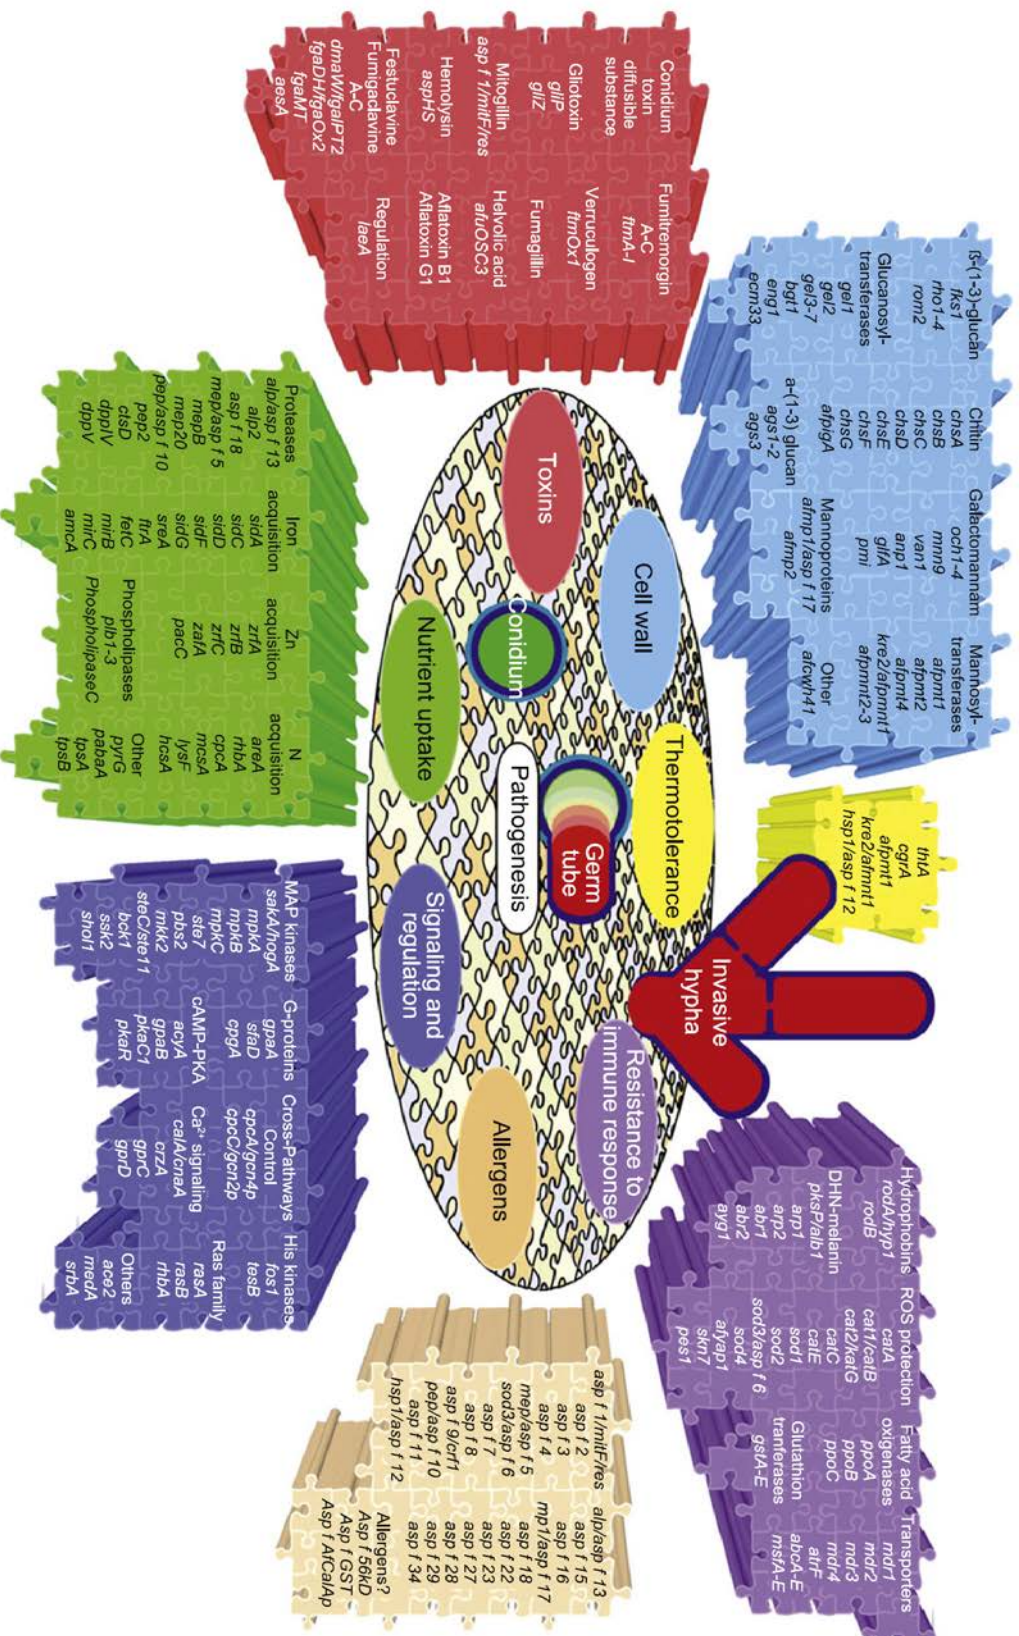 ß-(1-3)-glucan
fks1
rho1-4
rom2
Glucanosyl-
transferases
gel1
gel2
gel3-7
bgt1
eng1
ecm33
Chitin
chsA
chsB
chsC
chsD
chsE
chsF
chsG
afpigA
a-(1-3) glucan
ags1-2
ags3
Galactomannam
och1-4
mnn9
van1
anp1
glfA
pmi
Mannoproteins
afmp1/asp f 17
afmp2
Mannosyl-
transferases
afpmt1
afpmt2
afpmt4
kre2/afpmnt1
afpmnt2-3
Other
afcwh41
thtA
cgrA
afpmt1
kre2/afmnt1
hsp1/asp f 12
Hydrophobins
rodA/hyp1
rodB
DHN-melanin
pksP/alb1
arp1
arp2
abr1
abr2
ayg1
ROS protection
catA
cat1/catB
cat2/katG
catC
catE
sod1
sod2
sod3/asp f 6
sod4
afyap1
skn7
pes1
Fatty acid
oxigenases
ppoA
ppoB
ppoC
Glutathion
tranferases
gstA-E
Transporters
mdr1
mdr2
mdr3
mdr4
atrF
abcA-E
msfA-E
Conidium
toxin
diffusible
substance
Gliotoxin
gliP
gliZ
Mitogillin
asp f 1/mitF/res
Hemolysin
aspHS
Festuclavine
Fumigaclavine
A-C
dmaW/fgaPT2
fgaDH/fgaOx2
fgaMT
aesA
Fumitremorgin
A-C
ftmA-I
Verruculogen
ftmOx1
Fumagillin
Helvolic acid
afuOSC3
Aflatoxin B1
Aflatoxin G1
Regulation
laeA
Toxins
Cell wall
Thermotolerance
Invasive
hypha
Resistance to
immune response
Conidium
Germ
tube
Pathogenesis
Nutrient uptake
Signaling and
regulation
Allergens
asp f 1/mitF/res
asp f 2
asp f 3
asp f 4
mep/asp f 5
sod3/asp f 6
asp f 7
asp f 8
asp f 9/crf1
pep/asp f 10
asp f 11
hsp1/asp f 12
alp/asp f 13
asp f 15
asp f 16
mp1/asp f 17
asp f 18
asp f 22
asp f 23
asp f 27
asp f 28
asp f 29
asp f 34
Allergens?
Asp f 56kD
Asp f GST
Asp f AfCalAp
Proteases
alp/asp f 13
alp2
asp f 18
mep/asp f 5
mepB
mep20
pep/asp f 10
pep2
ctsD
dppIV
dppV
Iron
acquisition
sidA
sidC
sidD
sidF
sidG
sreA
ftrA
fetC
mirB
mirC
amcA
Zn
acquisition
zrfA
zrfB
zrfC
zafA
pacC
Phospholipases
plb1-3
PhospholipaseC
N
acquisition
areA
rhbA
cpcA
mcsA
lysF
hcsA
Other
pyrG
pabaA
tpsA
tpsB
MAP kinases
sakA/hogA
mpkA
mpkB
mpkC
ste7
pbs2
mkk2
steC/ste11
bck1
ssk2
sho1
G-proteins
gpaA
sfaD
cpgA
cAMP-PKA
acyA
gpaB
pkaC1
pkaR
Cross-Pathways
Control
cpcA/gcn4p
cpcC/gcn2p
Ca²⁺ signaling
calA/cnaA
crzA
gprC
gprD
His kinases
fos1
tesB
Ras family
rasA
rasB
rhbA
Others
ace2
medA
srbA